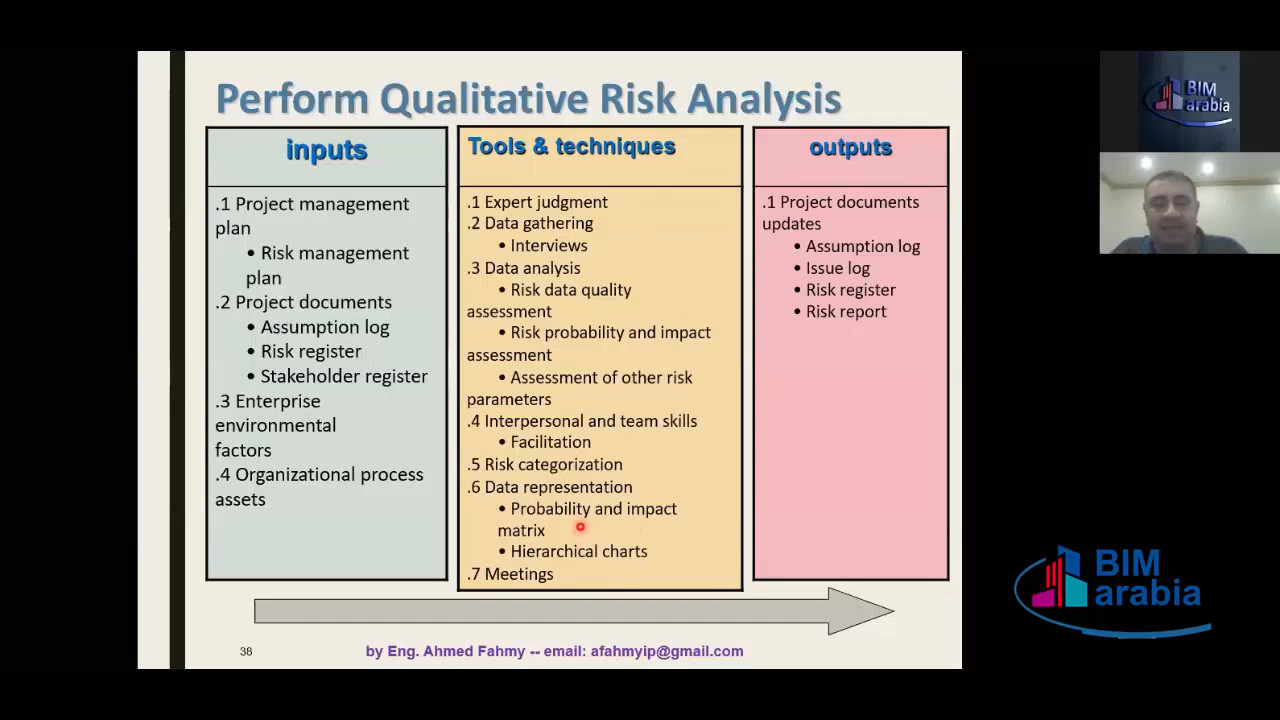 Perform Qualitative Risk Analysis
inputs
.1 Project management
plan
• Risk management
plan
.2 Project documents
• Assumption log
• Risk register
• Stakeholder register
.3 Enterprise
environmental
factors
.4 Organizational process
assets
Tools & techniques
.1 Expert judgment
.2 Data gathering
• Interviews
.3 Data analysis
• Risk data quality
assessment
• Risk probability and impact
assessment
• Assessment of other risk
parameters
.4 Interpersonal and team skills
• Facilitation
.5 Risk categorization
.6 Data representation
• Probability and impact
matrix
• Hierarchical charts
.7 Meetings
outputs
.1 Project documents
updates
• Assumption log
• Issue log
• Risk register
• Risk report
38
by Eng. Ahmed Fahmy -- email: afahmyip@gmail.com
BIM
arabia
BIM
arabia